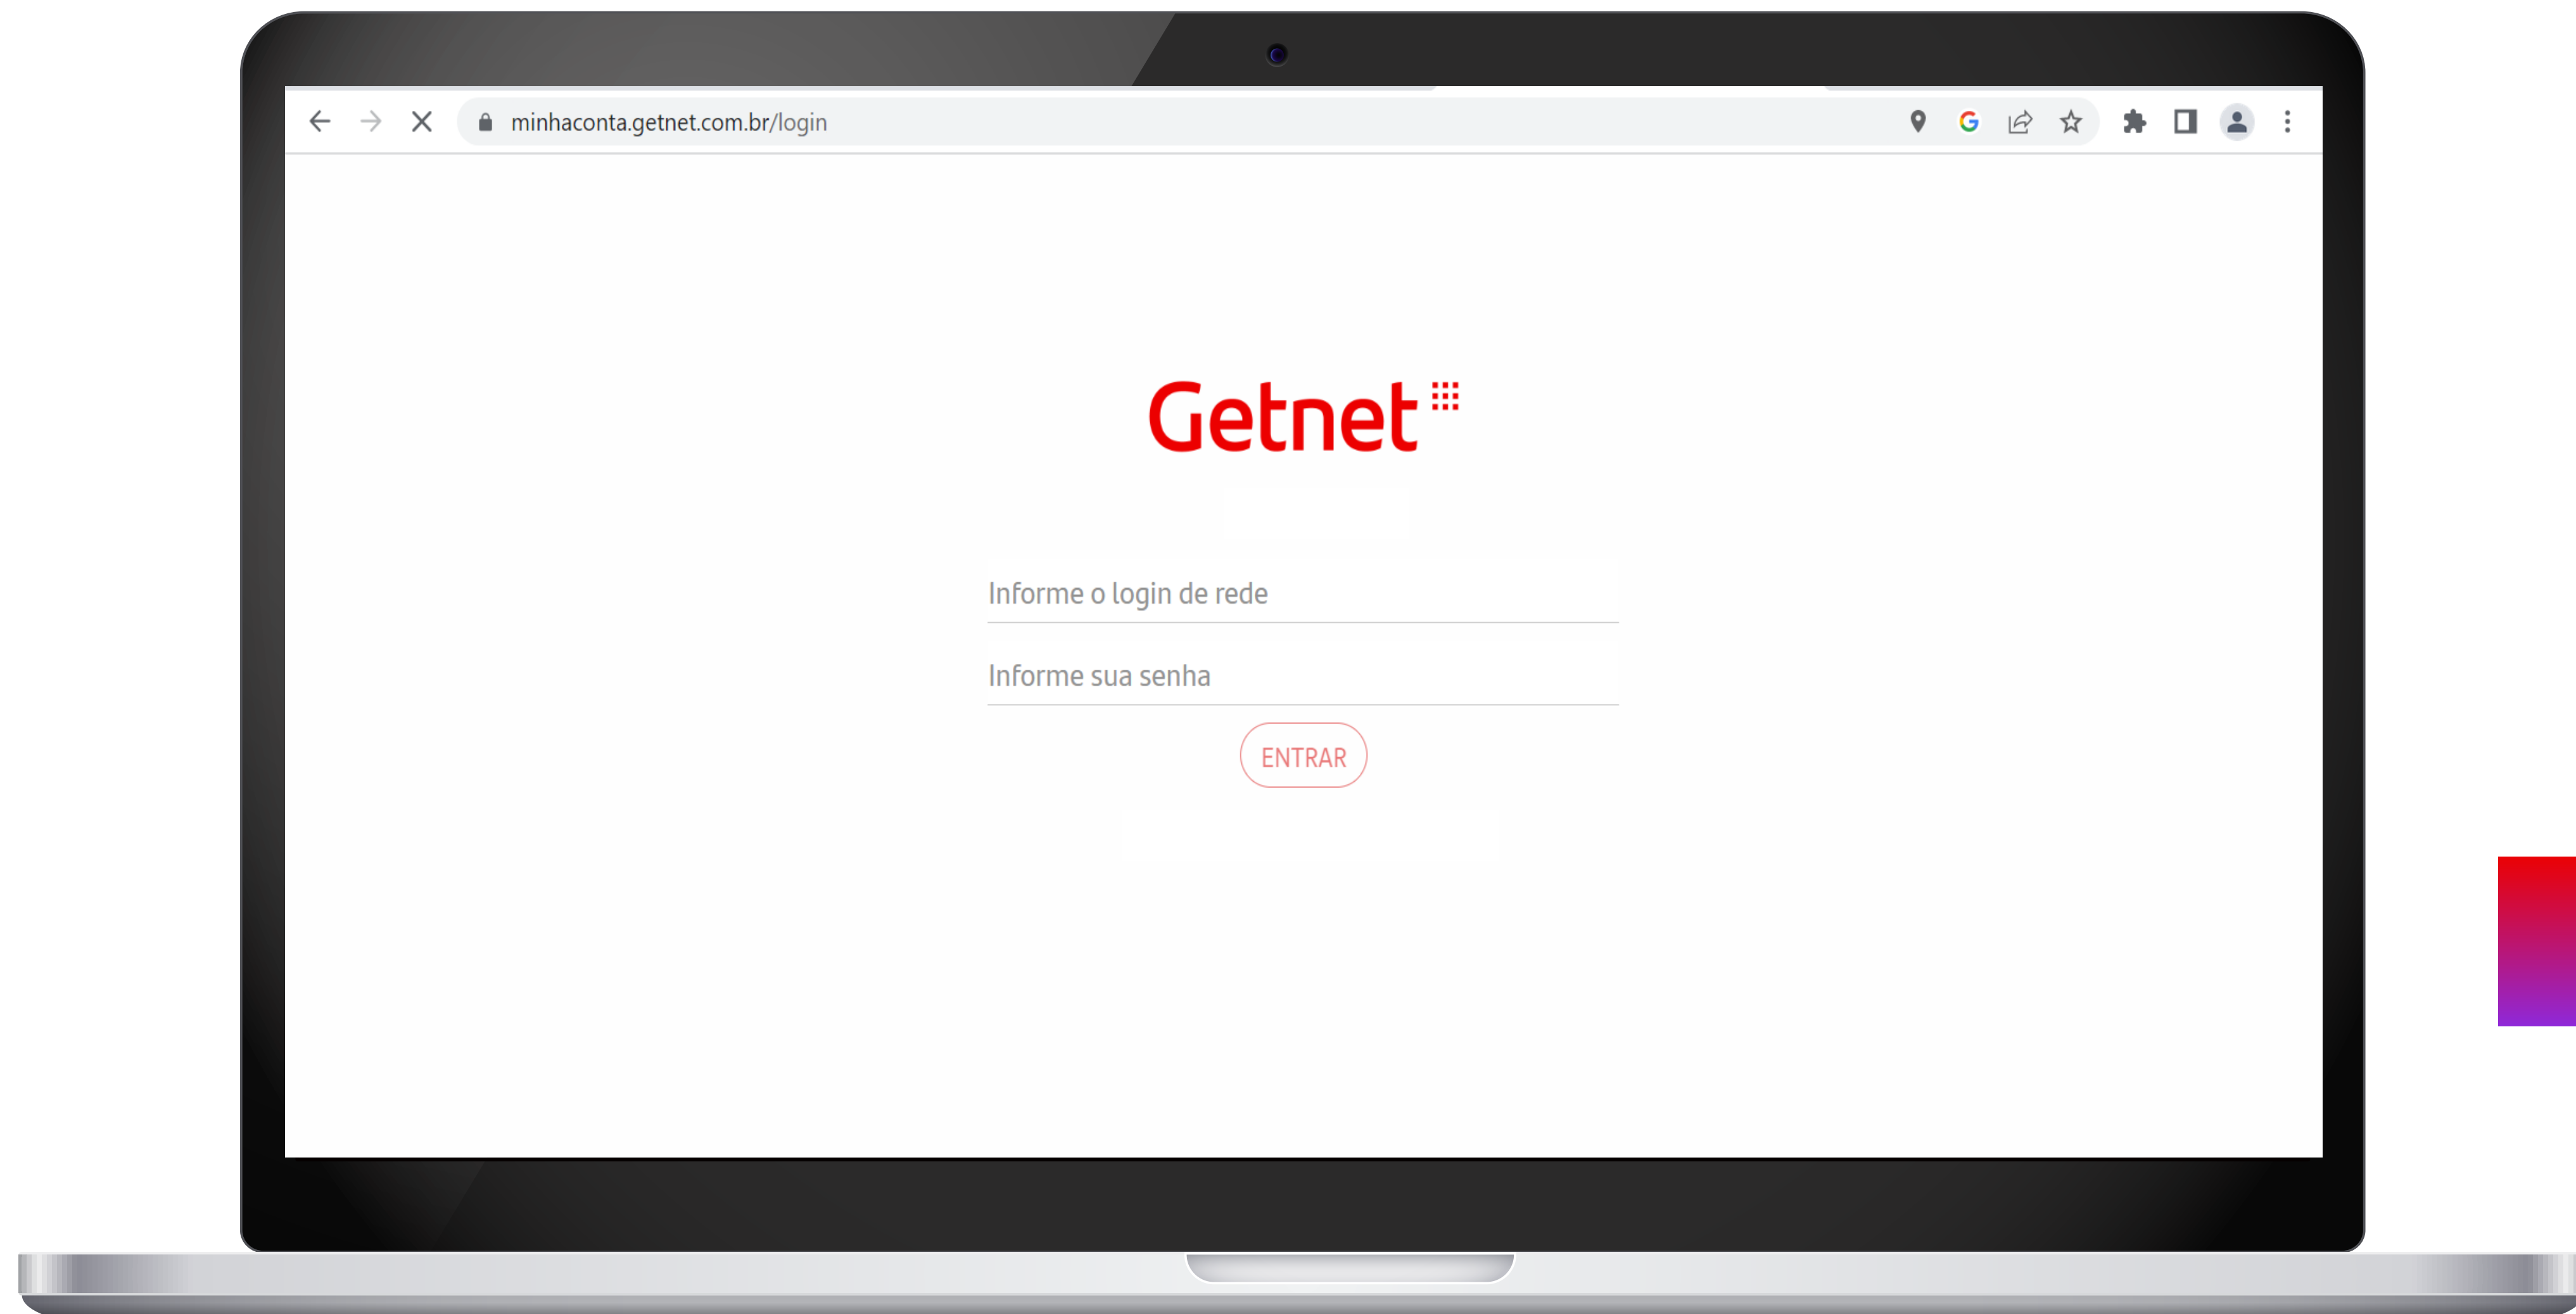 minhaconta.getnet.com.br/login
Getnet
Informe o login de rede
Informe sua senha
ENTRAR